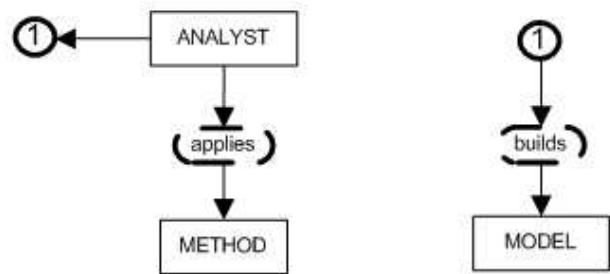 1
ANALYST
1
applies
builds
METHOD
MODEL